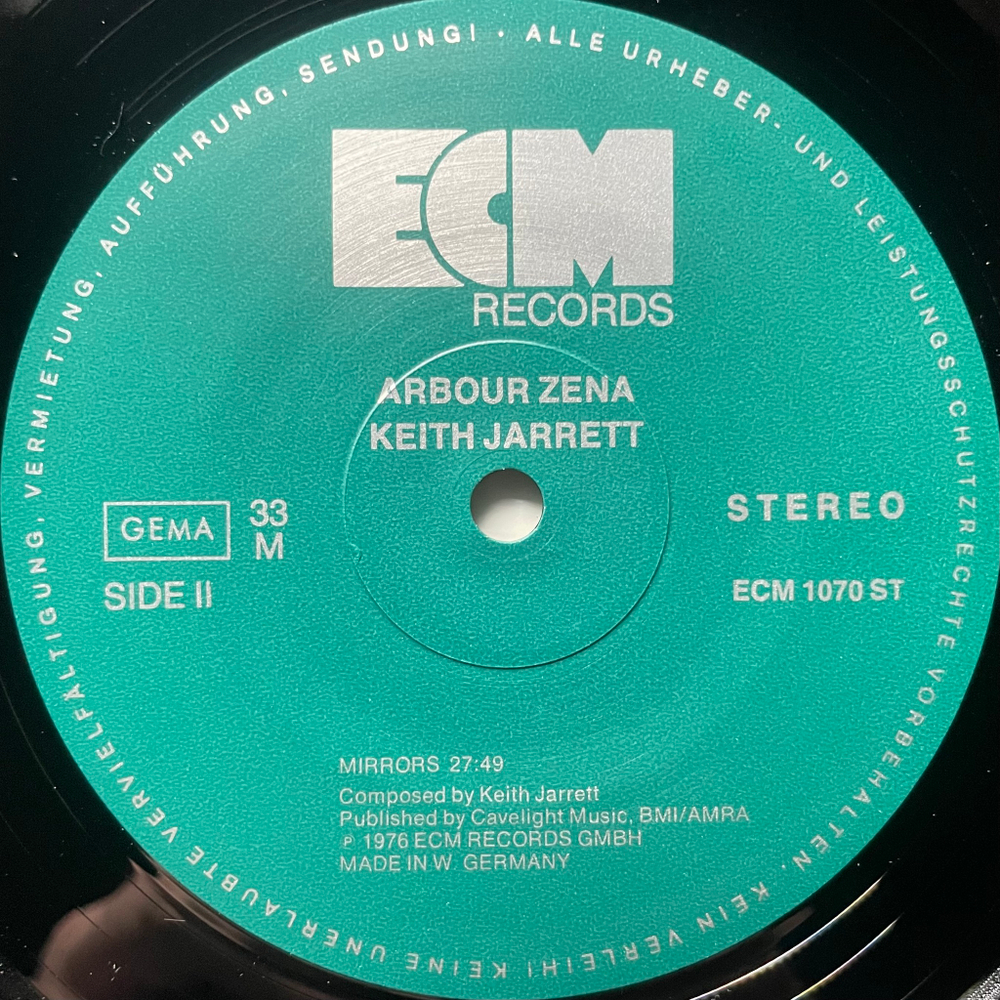 ALLE URHEBER- UND LEISTUNGSSCHUTZRECHTE VORBEHALTEN. KEIN VERLEIH! KEINE UNERLAUBTE VERVIELFÄLTIGUNG, VERMIETUNG, AUFFÜHRUNG, SENDUNG! •
ECM
RECORDS
ARBOUR ZENA
KEITH JARRETT
GEMA
33
M
SIDE II
STEREO
ECM 1070 ST
MIRRORS 27:49
Composed by Keith Jarrett
Published by Cavelight Music, BMI/AMRA
℗ 1976 ECM RECORDS GMBH
MADE IN W. GERMANY